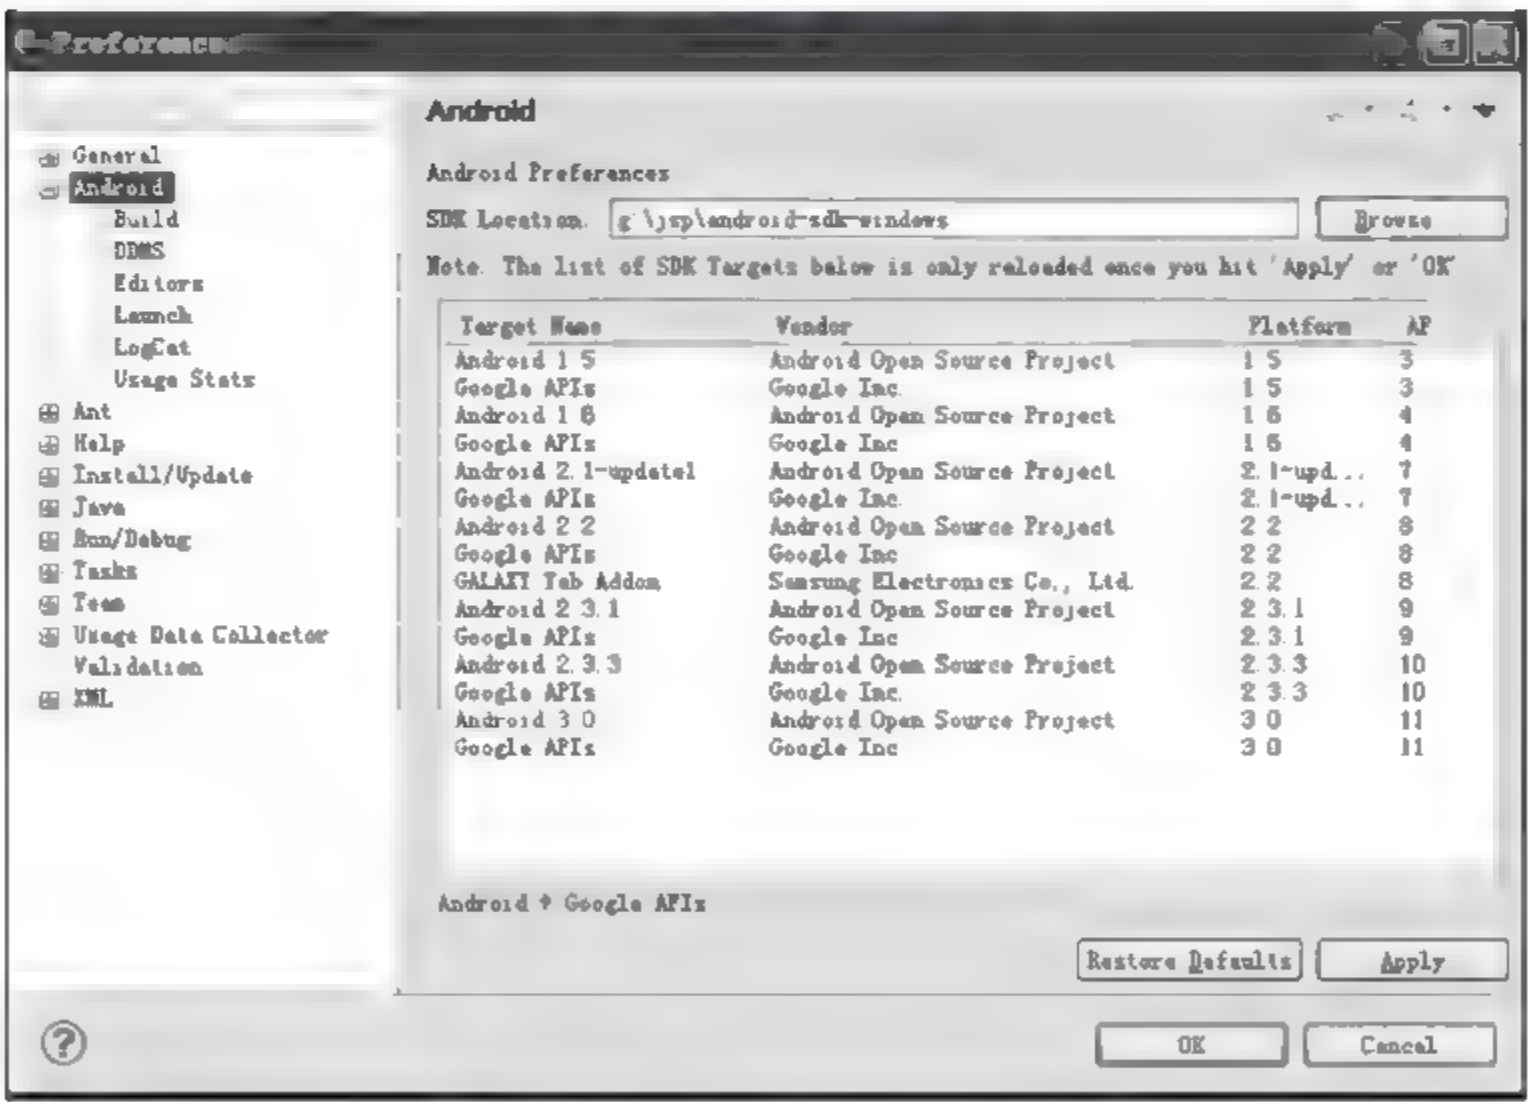 Preferences
General
Android
Build
DDMS
Editors
Launch
LogCat
Usage Stats
Ant
Help
Install/Update
Java
Run/Debug
Tasks
Team
Usage Data Collector
Validation
XML
Android
Android Preferences
SDK Location: g:\jsp\android-sdk-windows Browse...
Note: The list of SDK Targets below is only reloaded once you hit 'Apply' or 'OK'
Target Name Vendor Platform AP
Android 1.5 Android Open Source Project 1.5 3
Google APIs Google Inc. 1.5 3
Android 1.6 Android Open Source Project 1.6 4
Google APIs Google Inc. 1.6 4
Android 2.1-update1 Android Open Source Project 2.1-upd... 7
Google APIs Google Inc. 2.1-upd... 7
Android 2.2 Android Open Source Project 2.2 8
Google APIs Google Inc. 2.2 8
GALAXY Tab Addon Samsung Electronics Co., Ltd. 2.2 8
Android 2.3.1 Android Open Source Project 2.3.1 9
Google APIs Google Inc. 2.3.1 9
Android 2.3.3 Android Open Source Project 2.3.3 10
Google APIs Google Inc. 2.3.3 10
Android 3.0 Android Open Source Project 3.0 11
Google APIs Google Inc. 3.0 11
Android + Google APIs
Restore Defaults Apply
OK Cancel